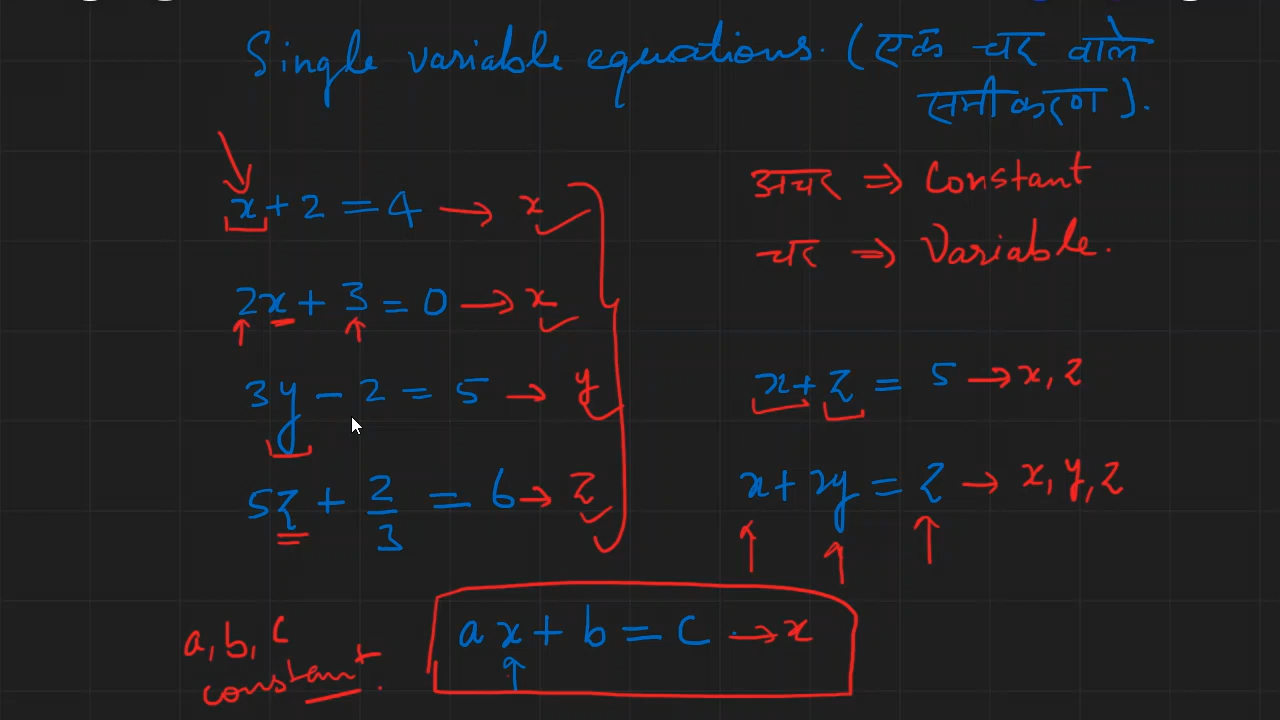 Single variable equations. (एक चर वाले
समीकरण).
x + 2 = 4 → x
2x + 3 = 0 → x
3y - 2 = 5 → y
5z + 2/3 = 6 → z
अचर ⇒ Constant
चर ⇒ Variable.
x + z = 5 → x, z
x + 2y = z → x, y, z
ax + b = c → x
a, b, c
constant.